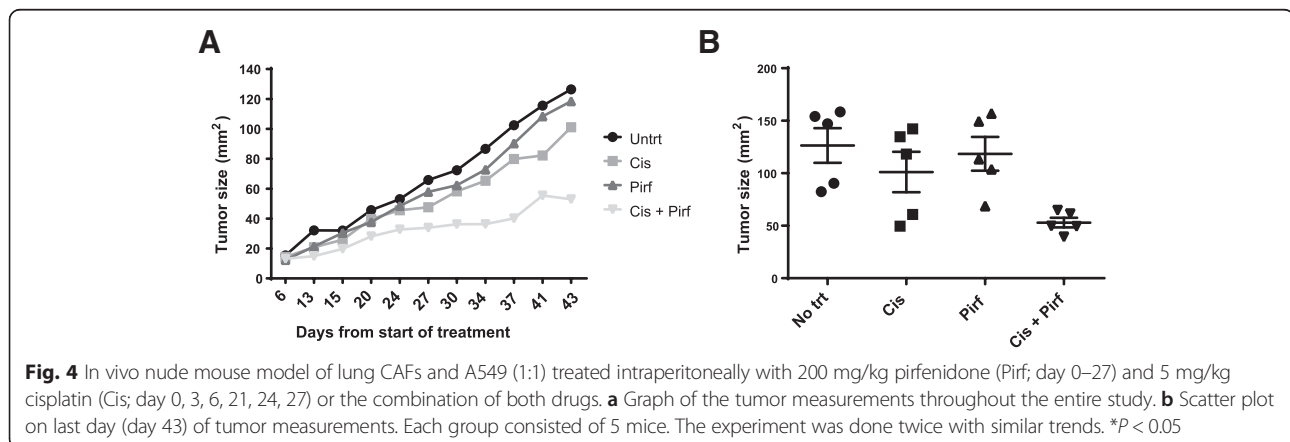 A
B
140
120
100
80
60
40
20
0
Tumor size (mm²)
6 13 15 20 24 27 30 34 37 41 43
Days from start of treatment
Untrt
Cis
Pirf
Cis + Pirf
200
150
100
50
0
Tumor size (mm²)
No trt Cis Pirf Cis + Pirf
Fig. 4 In vivo nude mouse model of lung CAFs and A549 (1:1) treated intraperitoneally with 200 mg/kg pirfenidone (Pirf; day 0–27) and 5 mg/kg
cisplatin (Cis; day 0, 3, 6, 21, 24, 27) or the combination of both drugs. a Graph of the tumor measurements throughout the entire study. b Scatter plot
on last day (day 43) of tumor measurements. Each group consisted of 5 mice. The experiment was done twice with similar trends. *P < 0.05